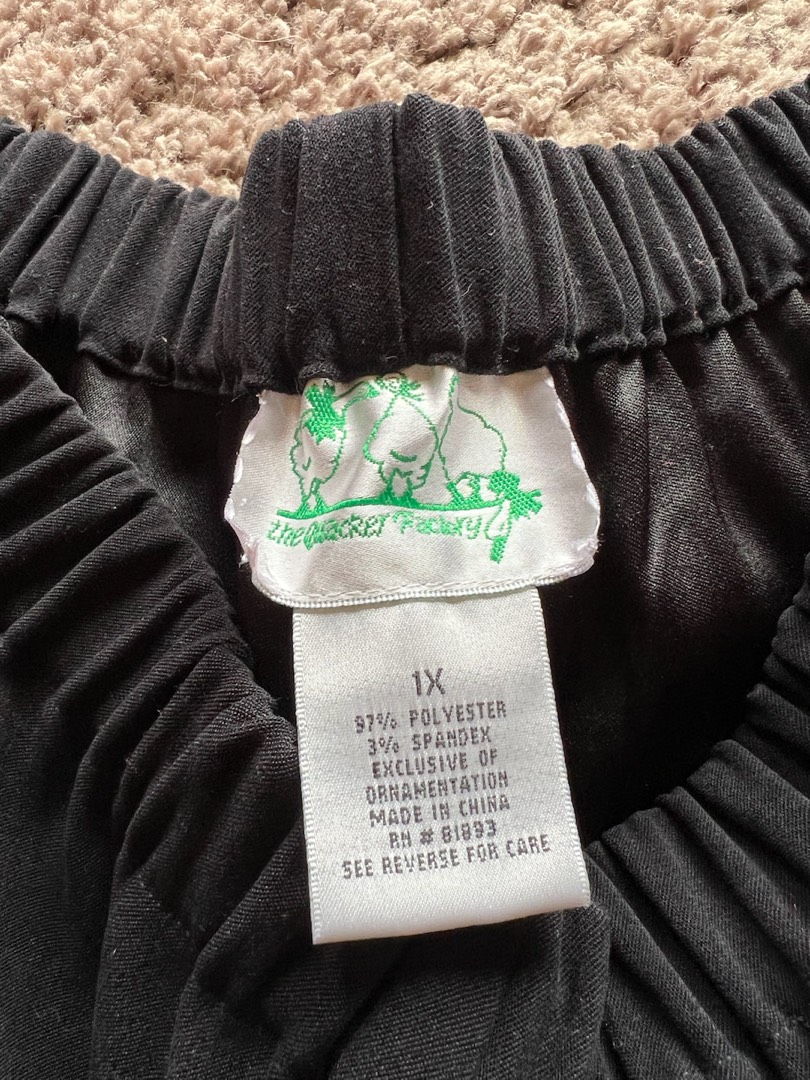 the Quacker Factory
1X
97% POLYESTER
3% SPANDEX
EXCLUSIVE OF
ORNAMENTATION
MADE IN CHINA
RN # 81893
SEE REVERSE FOR CARE